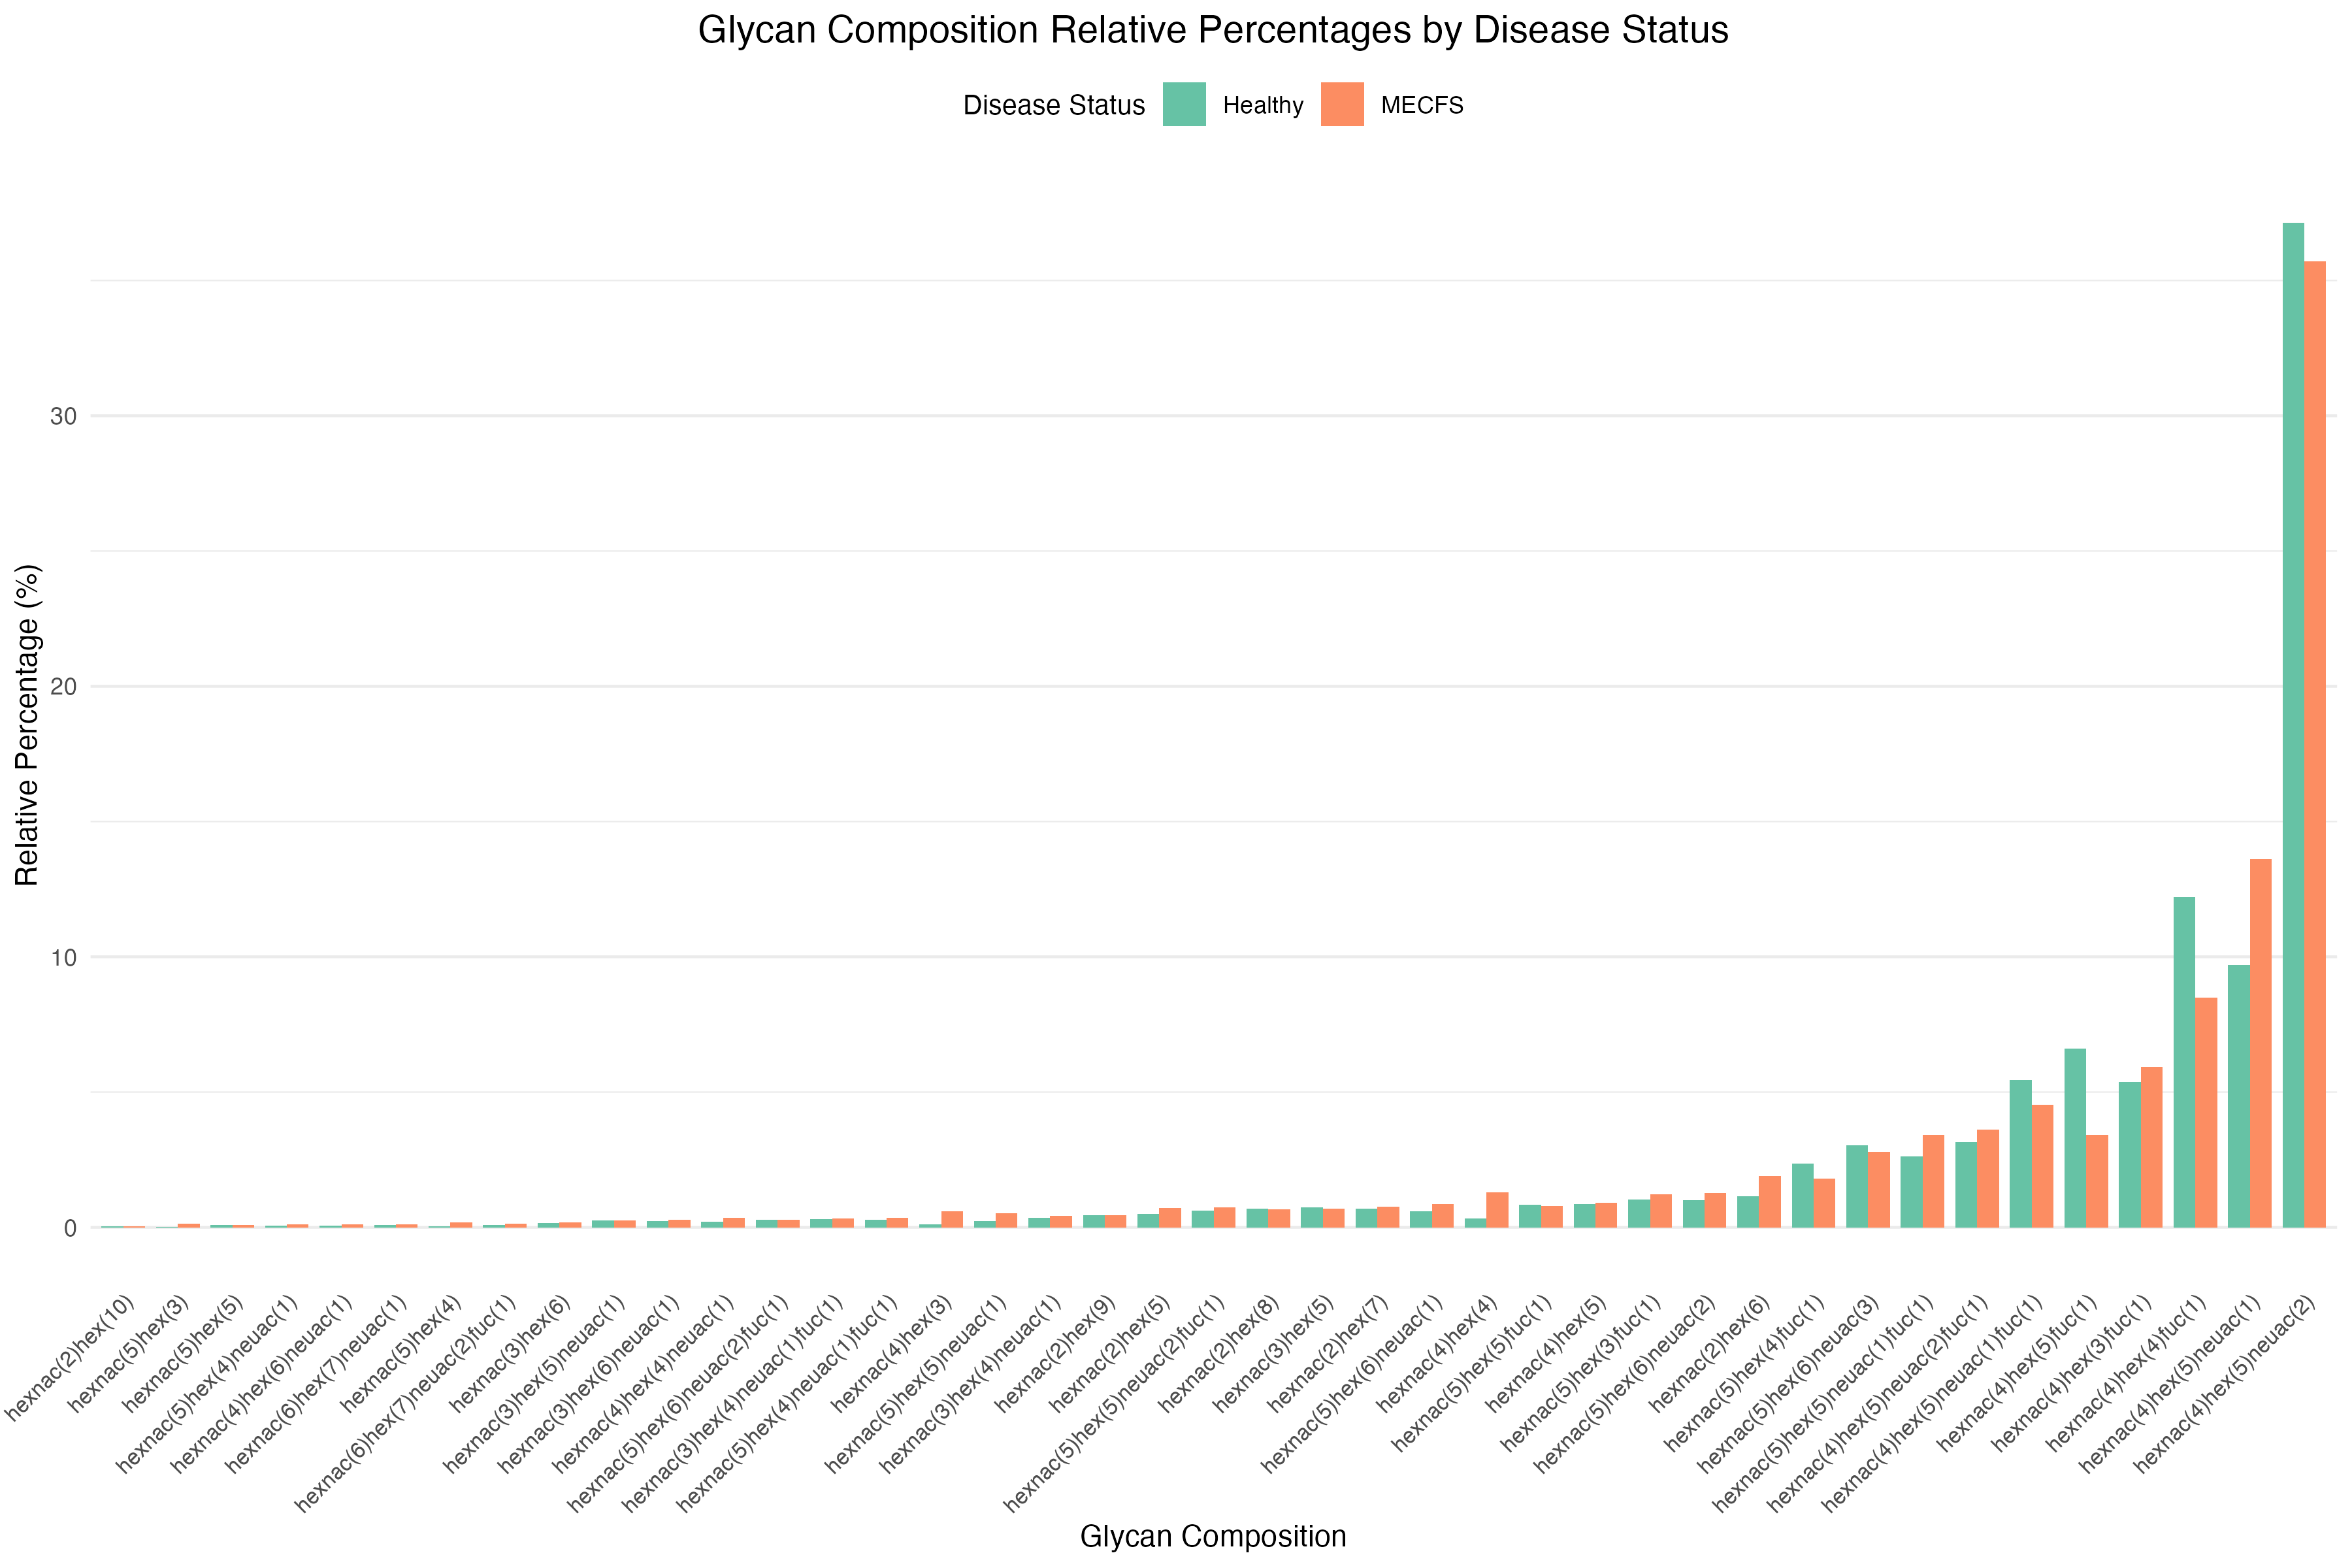 Glycan Composition Relative Percentages by Disease Status
Disease Status Healthy MECFS
Relative Percentage (%)
30
20
10
0
hexnac(2)hex(10)
hexnac(5)hex(3)
hexnac(5)hex(5)
hexnac(5)hex(4)neuac(1)
hexnac(4)hex(6)neuac(1)
hexnac(6)hex(7)neuac(1)
hexnac(5)hex(4)
hexnac(6)hex(7)neuac(2)fuc(1)
hexnac(3)hex(6)
hexnac(3)hex(5)neuac(1)
hexnac(3)hex(6)neuac(1)
hexnac(4)hex(4)neuac(1)
hexnac(5)hex(6)neuac(2)fuc(1)
hexnac(3)hex(4)neuac(1)fuc(1)
hexnac(5)hex(4)neuac(1)fuc(1)
hexnac(4)hex(3)
hexnac(5)hex(5)neuac(1)
hexnac(3)hex(4)neuac(1)
hexnac(2)hex(9)
hexnac(2)hex(5)
hexnac(5)hex(5)neuac(2)fuc(1)
hexnac(2)hex(8)
hexnac(3)hex(5)
hexnac(2)hex(7)
hexnac(5)hex(6)neuac(1)
hexnac(4)hex(4)
hexnac(5)hex(5)fuc(1)
hexnac(4)hex(5)
hexnac(5)hex(3)fuc(1)
hexnac(5)hex(6)neuac(2)
hexnac(2)hex(6)
hexnac(5)hex(4)fuc(1)
hexnac(5)hex(6)neuac(3)
hexnac(5)hex(5)neuac(1)fuc(1)
hexnac(4)hex(5)neuac(2)fuc(1)
hexnac(4)hex(5)neuac(1)fuc(1)
hexnac(4)hex(5)fuc(1)
hexnac(4)hex(3)fuc(1)
hexnac(4)hex(4)fuc(1)
hexnac(4)hex(5)neuac(1)
hexnac(4)hex(5)neuac(2)
Glycan Composition